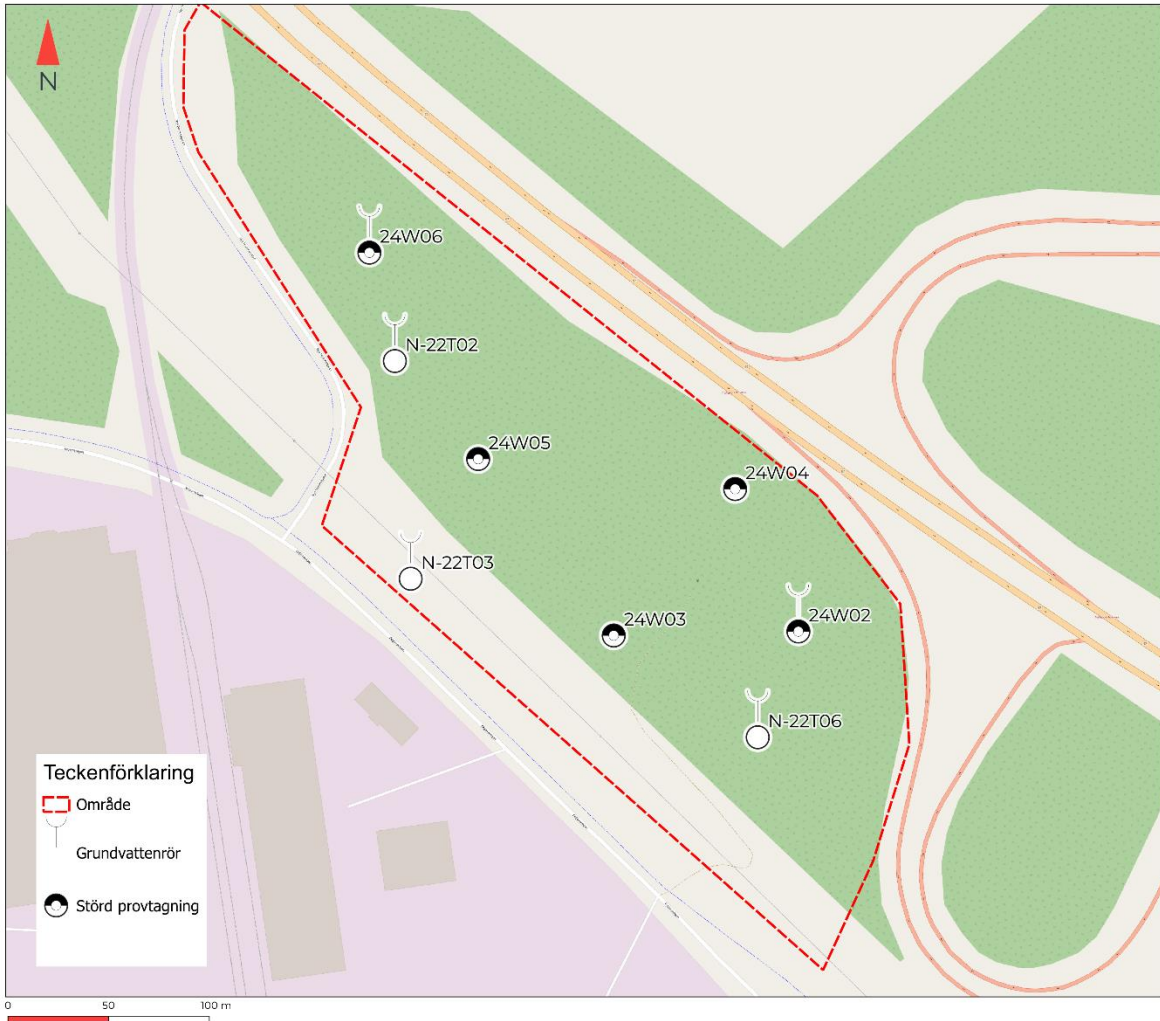 N
24W06
N-22T02
24W05
24W04
N-22T03
24W03
24W02
N-22T06
Teckenförklaring
Område
Grundvattenrör
Störd provtagning
0 50 100 m